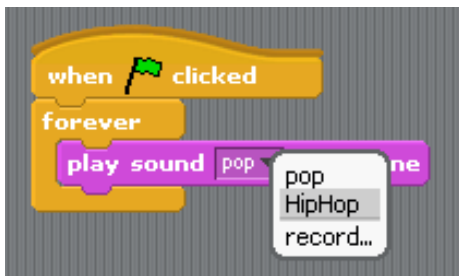 when clicked
forever
play sound pop ne
pop
HipHop
record...